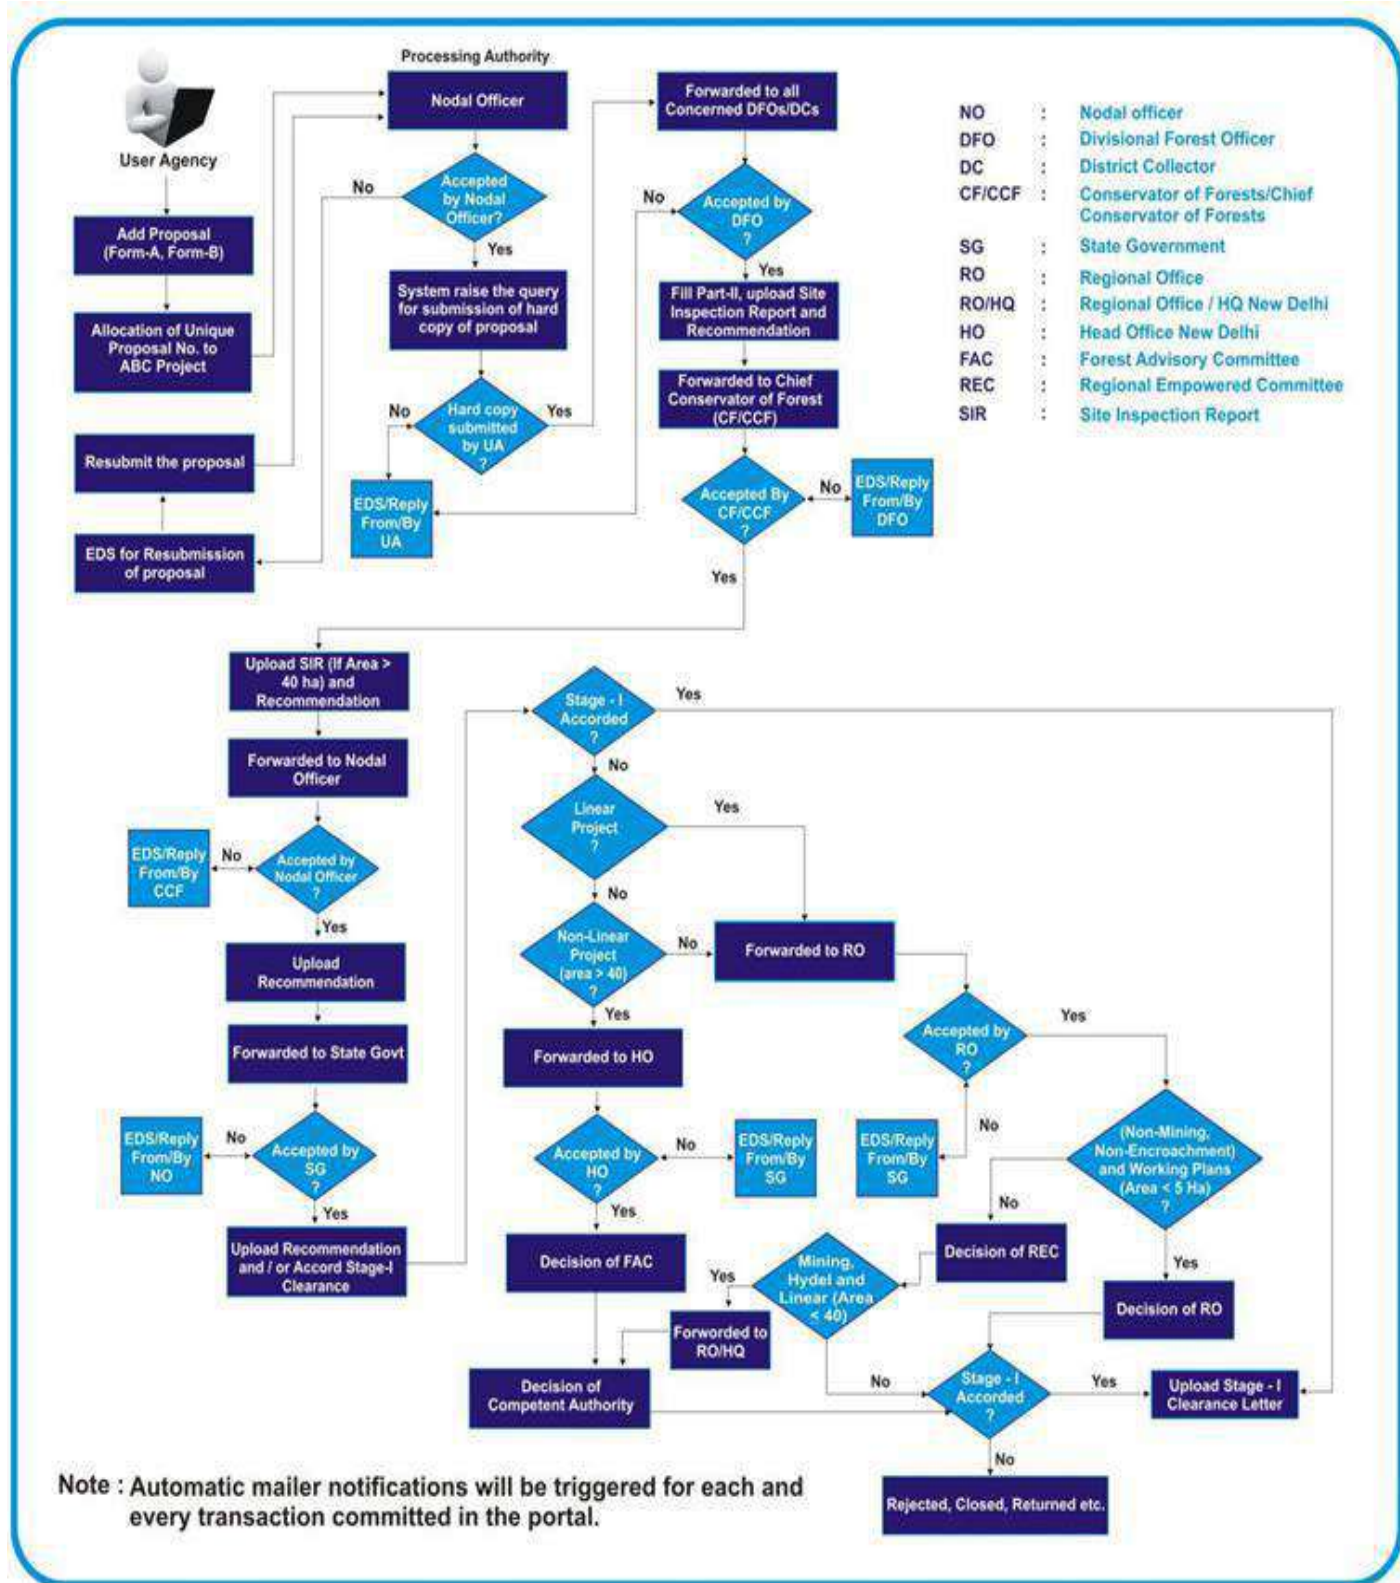 Processing Authority
User Agency
Add Proposal
(Form-A, Form-B)
Allocation of Unique
Proposal No. to
ABC Project
Resubmit the proposal
EDS for Resubmission
of proposal
Nodal Officer
Accepted
by Nodal
Officer?
No
Yes
System raise the query
for submission of hard
copy of proposal
Hard copy
submitted
by UA
?
No
Yes
EDS/Reply
From/By
UA
Forwarded to all
Concerned DFOs/DCs
Accepted by
DFO
?
No
Yes
Fill Part-II, upload Site
Inspection Report and
Recommendation
Forwarded to Chief
Conservator of Forest
(CF/CCF)
Accepted By
CF/CCF
?
No
EDS/Reply
From/By
DFO
Yes
NO : Nodal officer
DFO : Divisional Forest Officer
DC : District Collector
CF/CCF : Conservator of Forests/Chief
Conservator of Forests
SG : State Government
RO : Regional Office
RO/HQ : Regional Office / HQ New Delhi
HO : Head Office New Delhi
FAC : Forest Advisory Committee
REC : Regional Empowered Committee
SIR : Site Inspection Report
Upload SIR (If Area >
40 ha) and
Recommendation
Forwarded to Nodal
Officer
Accepted by
Nodal Officer
?
No
EDS/Reply
From/By
CCF
Yes
Upload
Recommendation
Forwarded to State Govt
Accepted by
SG
?
No
EDS/Reply
From/By
NO
Yes
Upload Recommendation
and / or Accord Stage-I
Clearance
Stage - I
Accorded
?
Yes
No
Linear
Project
?
Yes
No
Non-Linear
Project
(area > 40)
?
No
Forwarded to RO
Yes
Forwarded to HO
Accepted by
HO
?
No
EDS/Reply
From/By
SG
Yes
Decision of FAC
Accepted by
RO
?
Yes
No
EDS/Reply
From/By
SG
(Non-Mining,
Non-Encroachment)
and Working Plans
(Area < 5 Ha)
?
No
Yes
Decision of REC
Decision of RO
Mining,
Hydel and
Linear (Area
< 40)
Yes
No
Forwarded to
RO/HQ
Decision of
Competent Authority
Stage - I
Accorded
?
Yes
Upload Stage - I
Clearance Letter
No
Rejected, Closed, Returned etc.
Note : Automatic mailer notifications will be triggered for each and
every transaction committed in the portal.